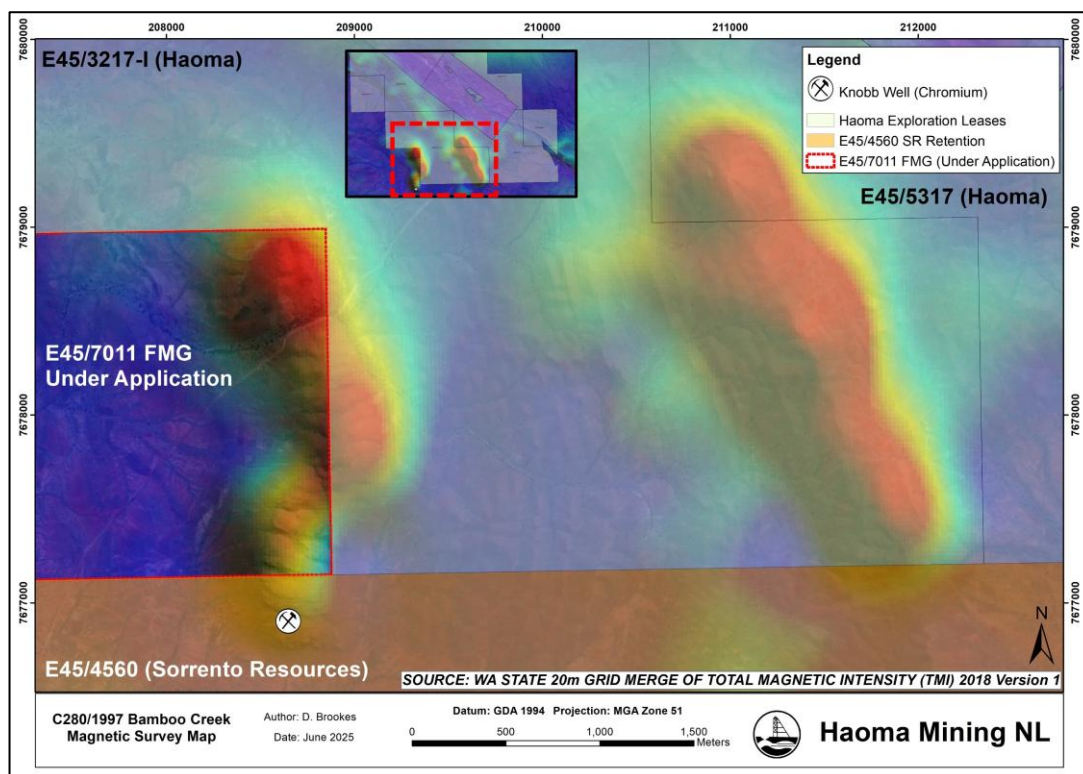 208000
209000
210000
211000
212000
7680000
7679000
7678000
7677000
7680000
7679000
7678000
7677000
E45/3217-I (Haoma)
Legend
Knobb Well (Chromium)
Haoma Exploration Leases
E45/4560 SR Retention
E45/7011 FMG (Under Application)
E45/5317 (Haoma)
E45/7011 FMG
Under Application
N
E45/4560 (Sorrento Resources)
SOURCE: WA STATE 20m GRID MERGE OF TOTAL MAGNETIC INTENSITY (TMI) 2018 Version 1
C280/1997 Bamboo Creek
Magnetic Survey Map
Author: D. Brookes
Date: June 2025
Datum: GDA 1994 Projection: MGA Zone 51
0 500 1,000 1,500
Meters
Haoma Mining NL